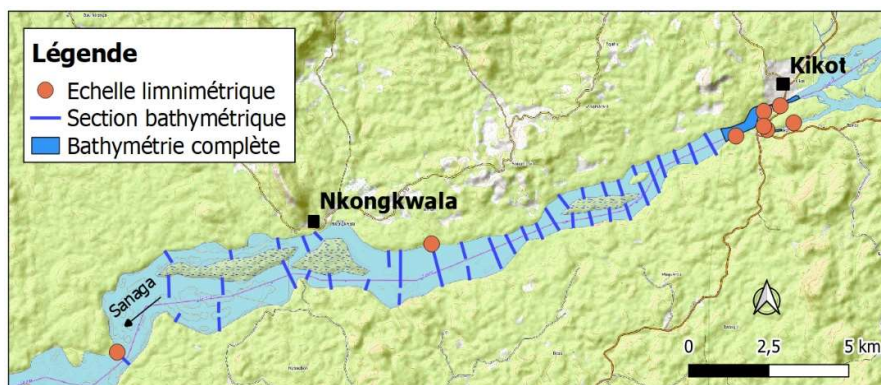 Légende
Echelle limnimétrique
Section bathymétrique
Bathymétrie complète
Kikot
Nkongkwala
Sanaga
0 2,5 5 km